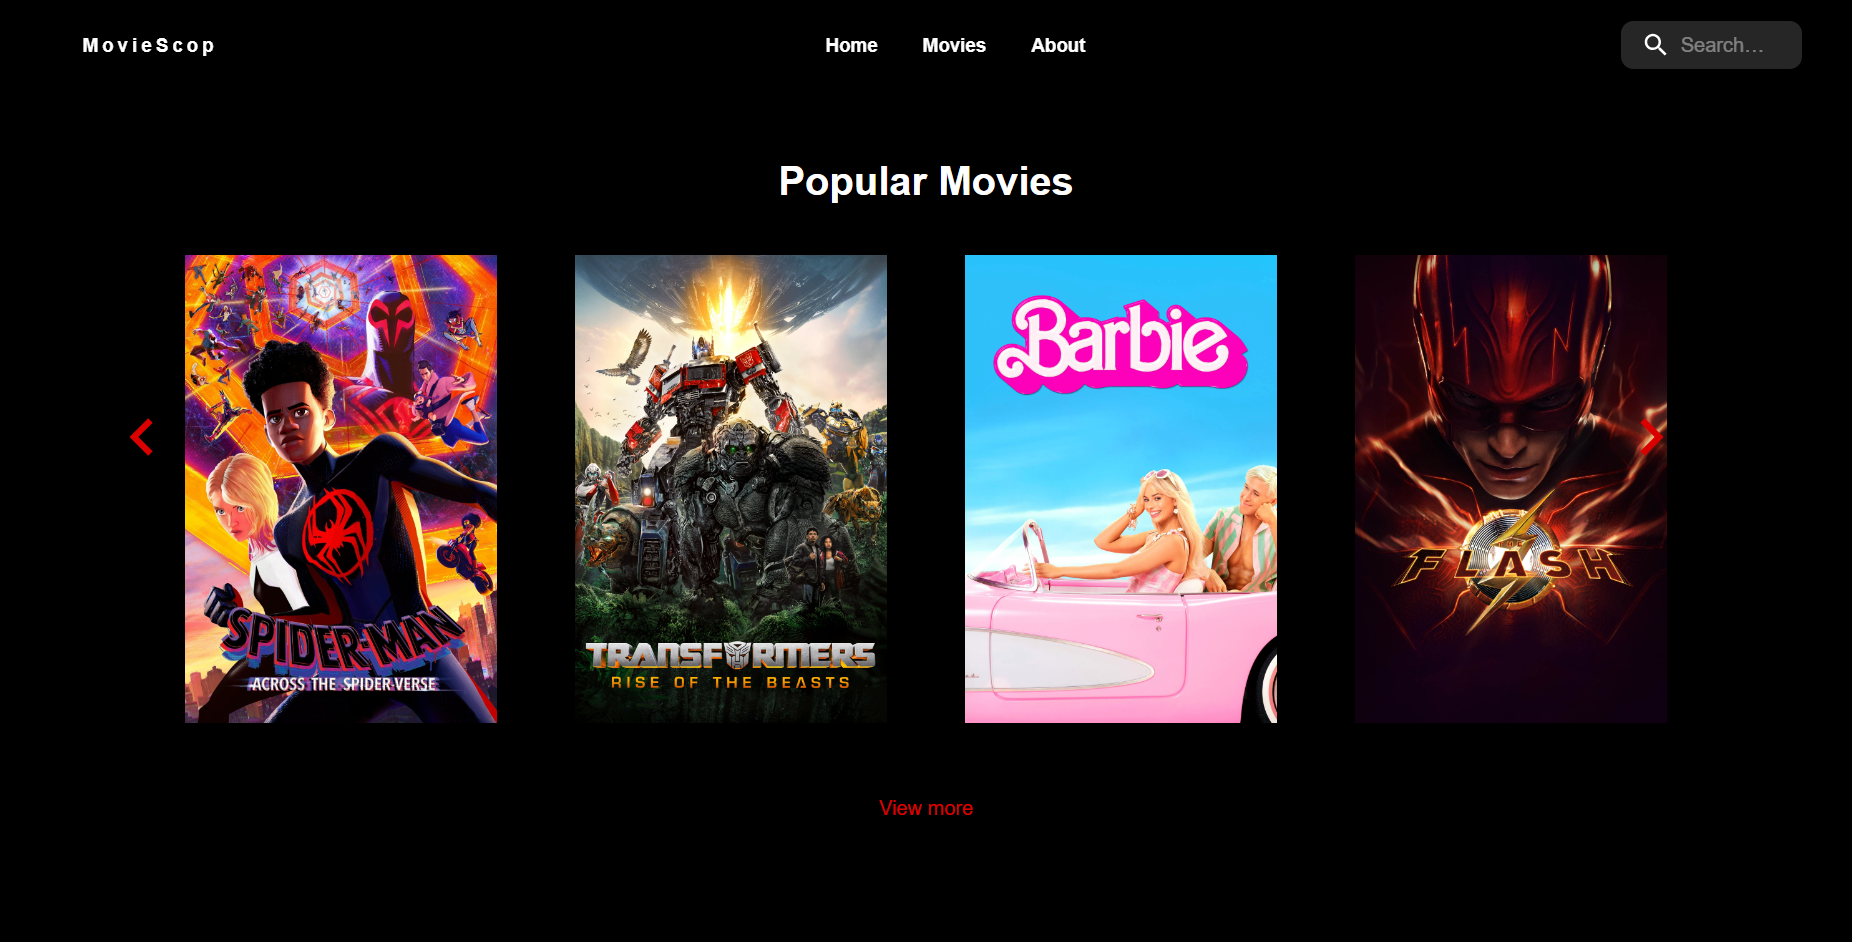 MovieScop
Home
Movies
About
Search...
Popular Movies
SPIDER-MAN
ACROSS THE SPIDER-VERSE
TRANSFORMERS
RISE OF THE BEASTS
Barbie
THE
FLASH
View more